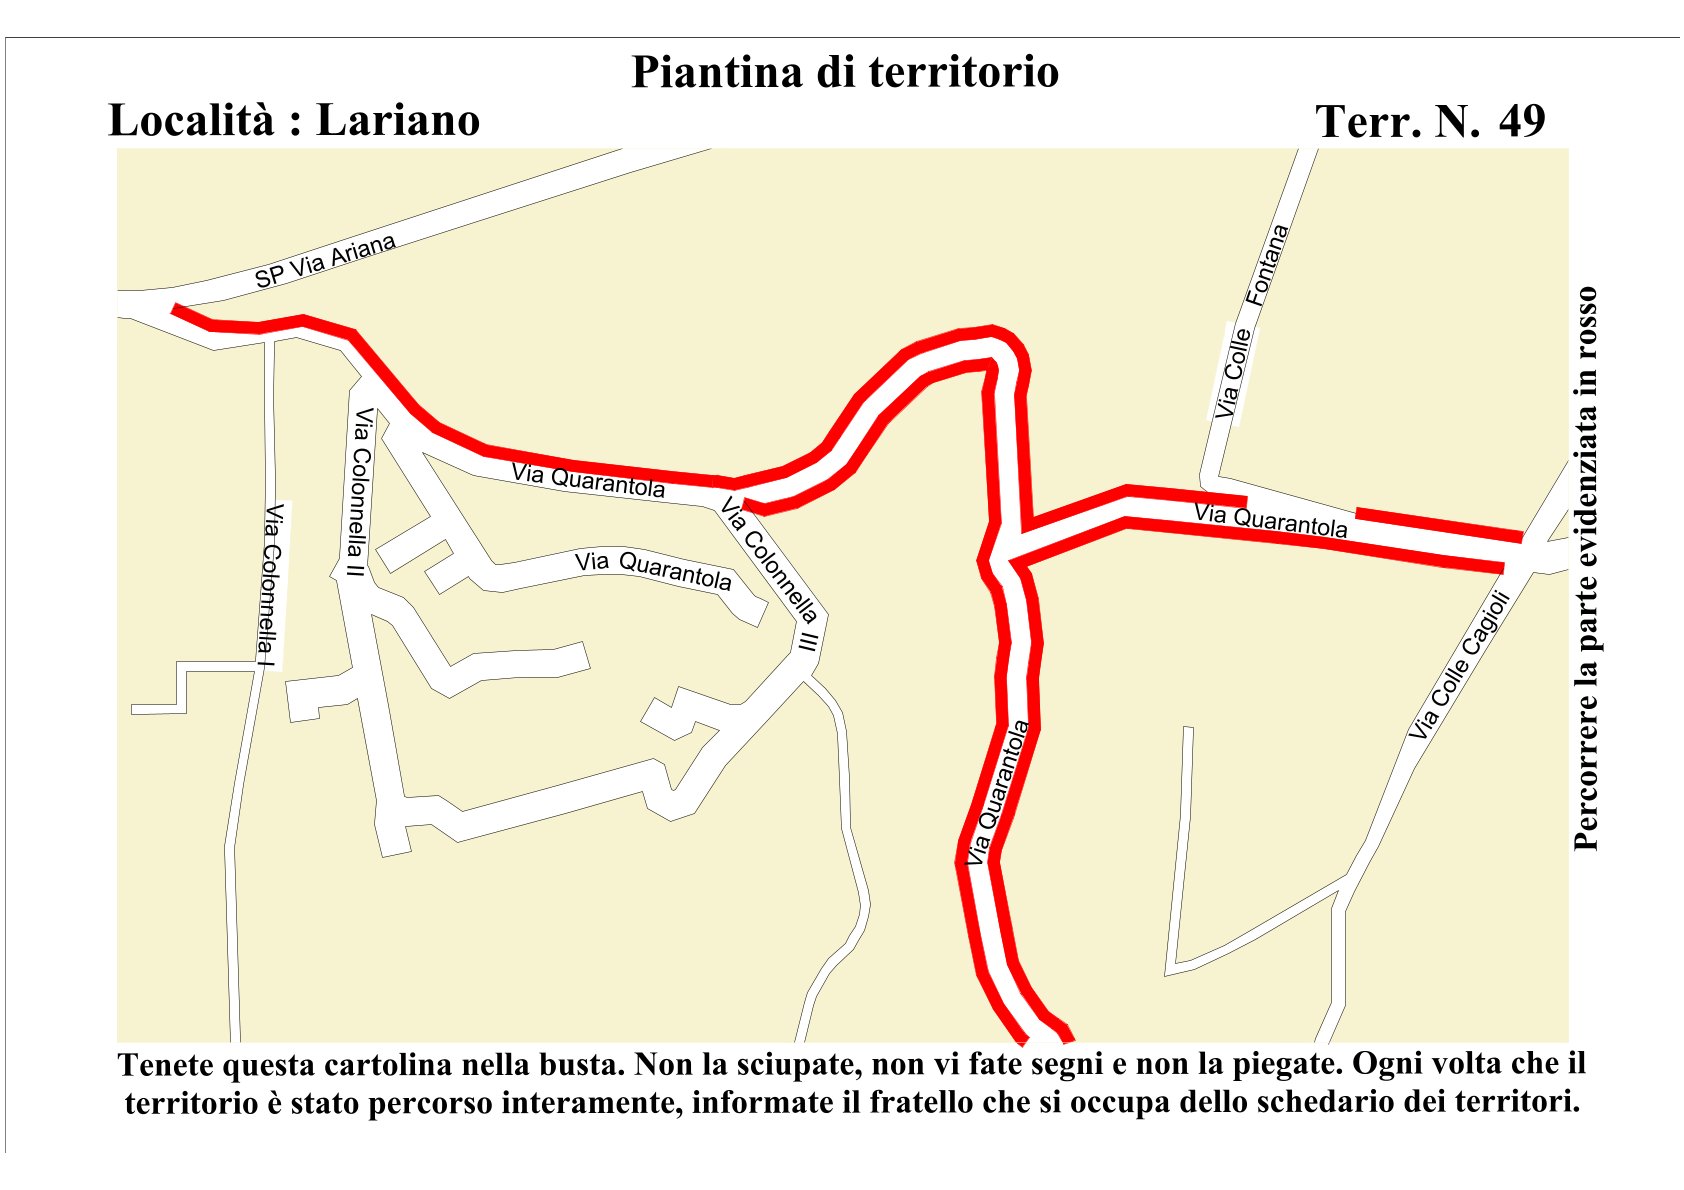 Piantina di territorio
Località : Lariano
Terr. N. 49
SP Via Ariana
Via Colle Fontana
Via Quarantola
Via Colonnella II
Via Colonnella I
Via Quarantola
Via Colonnella III
Via Quarantola
Via Quarantola
Via Colle Cagioli
Percorrere la parte evidenziata in rosso
Tenete questa cartolina nella busta. Non la sciupate, non vi fate segni e non la piegate. Ogni volta che il
territorio è stato percorso interamente, informate il fratello che si occupa dello schedario dei territori.